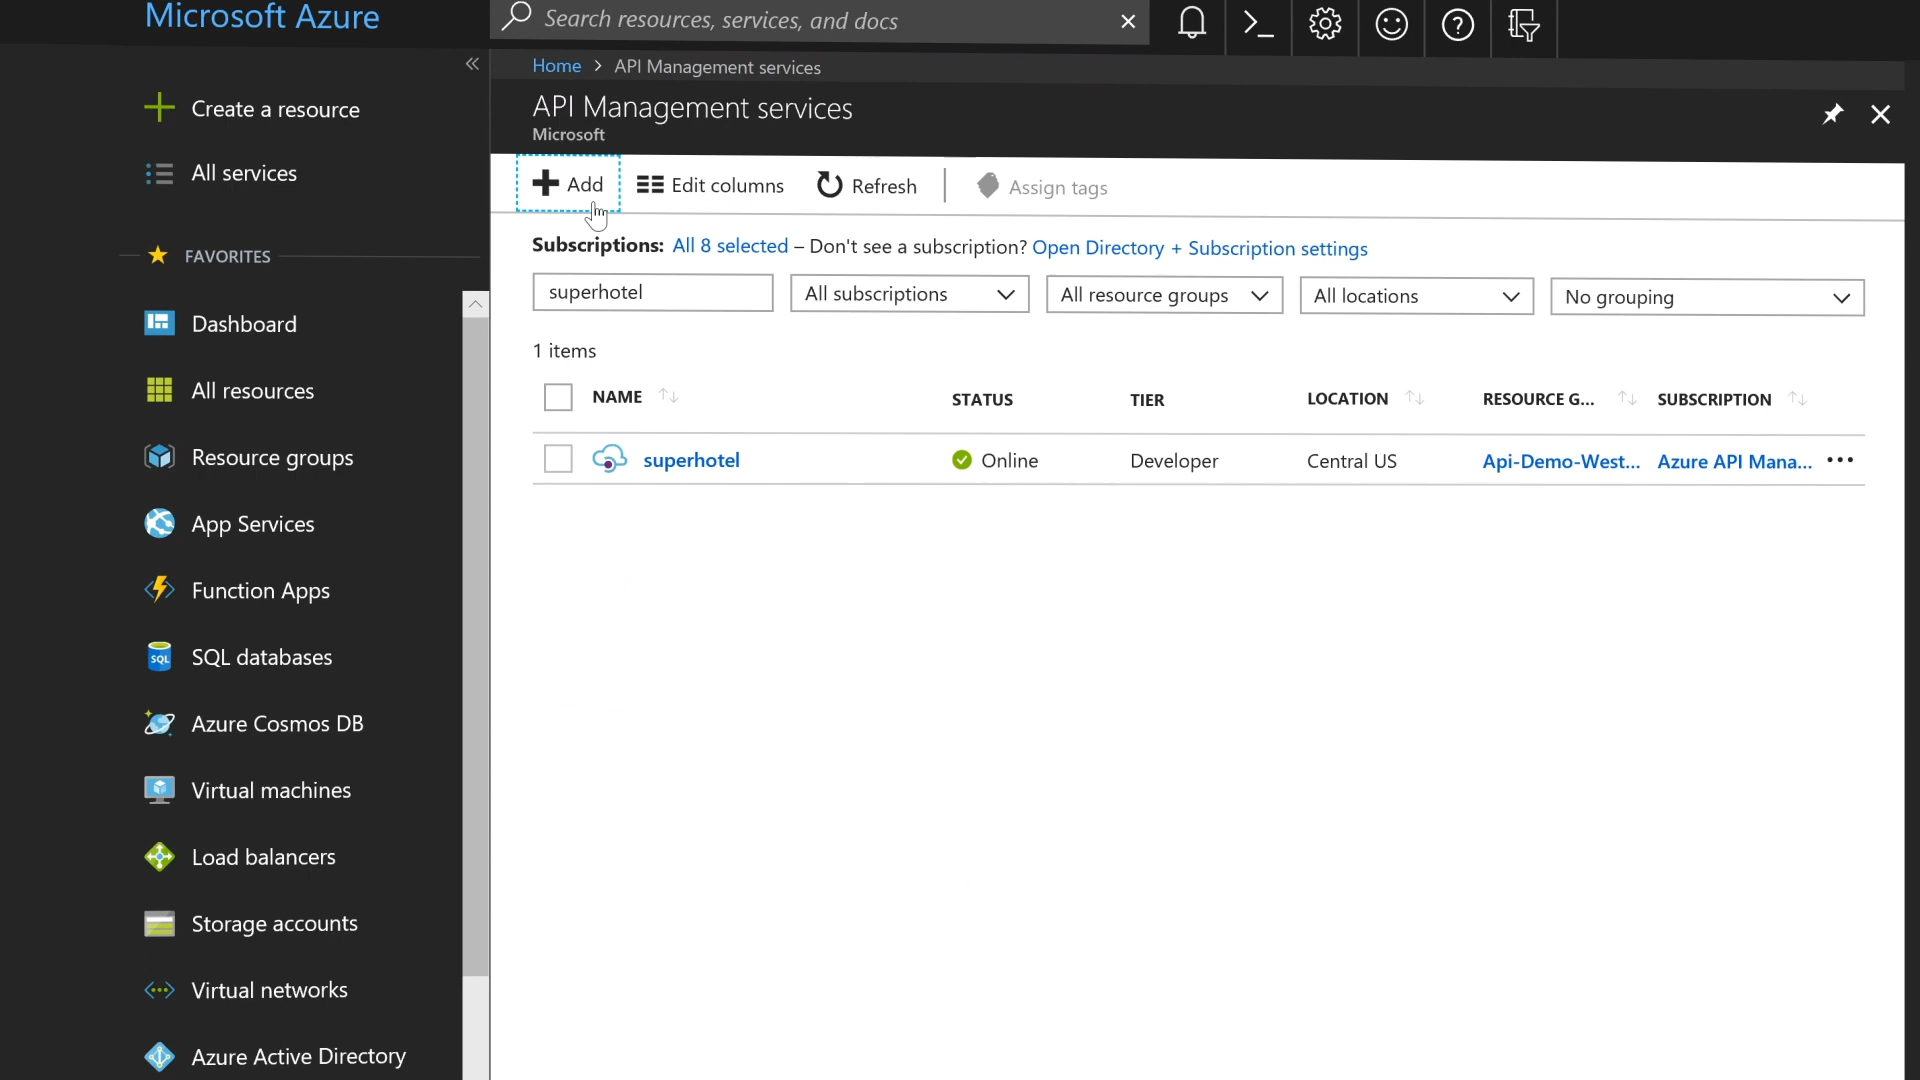 Microsoft Azure
Search resources, services, and docs
Create a resource
All services
FAVORITES
Dashboard
All resources
Resource groups
App Services
Function Apps
SQL
SQL databases
Azure Cosmos DB
Virtual machines
Load balancers
Storage accounts
Virtual networks
Azure Active Directory
Home > API Management services
API Management services
Microsoft
Add Edit columns Refresh Assign tags
Subscriptions: All 8 selected – Don't see a subscription? Open Directory + Subscription settings
superhotel All subscriptions All resource groups All locations No grouping
1 items
NAME STATUS TIER LOCATION RESOURCE G... SUBSCRIPTION
superhotel Online Developer Central US Api-Demo-West... Azure API Mana...